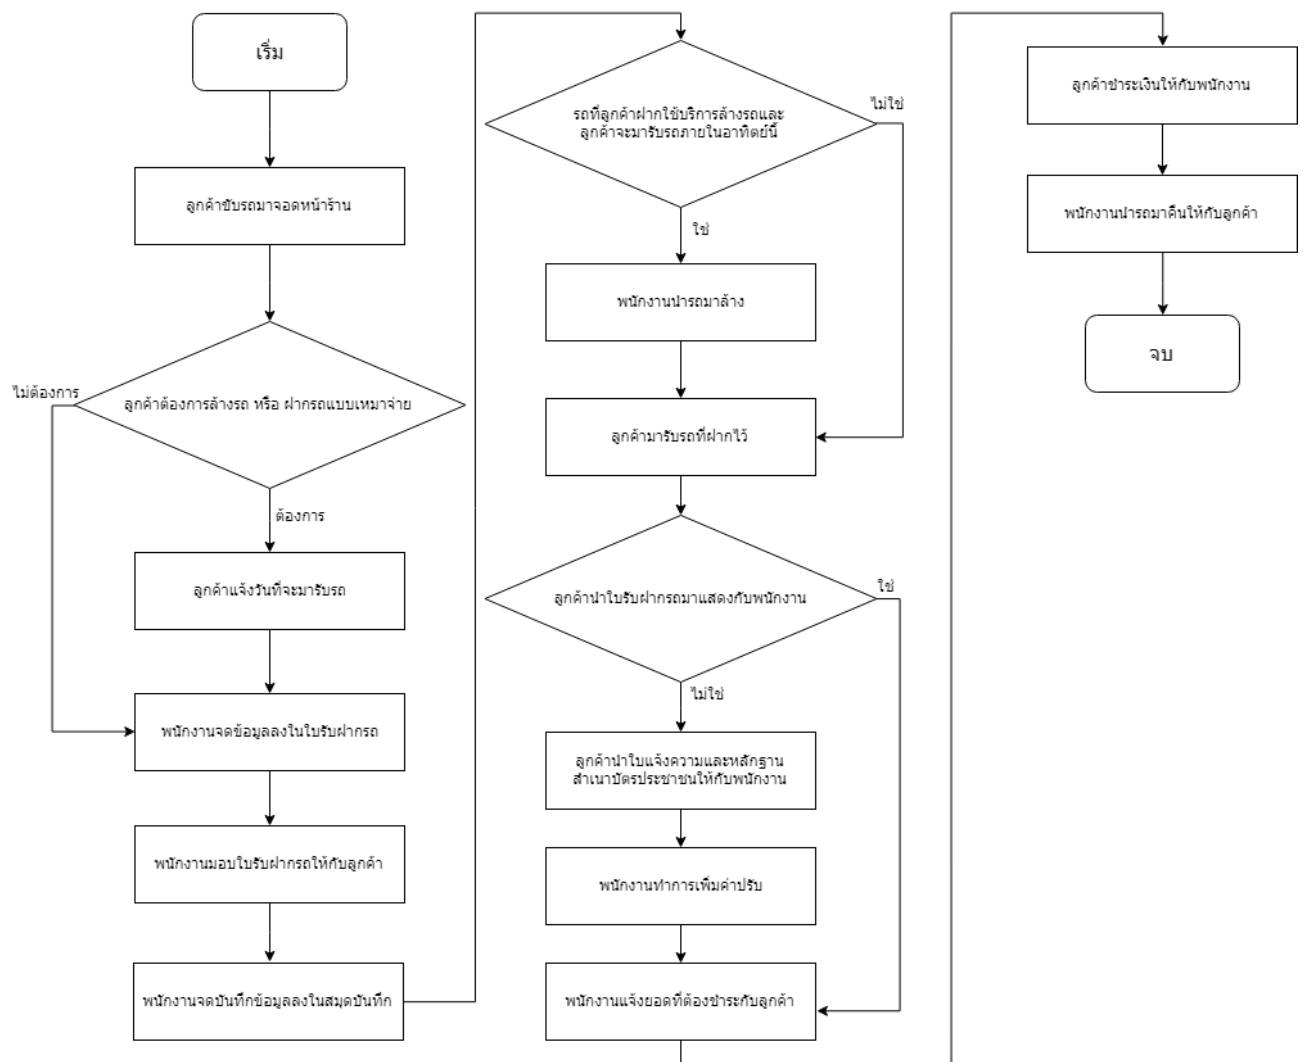 เริ่ม
ลูกค้าขับรถมาจอดหน้าร้าน
ลูกค้าต้องการล้างรถ หรือ ฝากรถแบบเหมาจ่าย
ไม่ต้องการ
ต้องการ
ลูกค้าแจ้งวันที่จะมารับรถ
พนักงานจดข้อมูลลงในใบรับฝากรถ
พนักงานมอบใบรับฝากรถให้กับลูกค้า
พนักงานจดบันทึกข้อมูลลงในสมุดบันทึก
รถที่ลูกค้าฝากใช้บริการล้างรถและ
ลูกค้าจะมารับรถภายในอาทิตย์นี้
ไม่ใช่
ใช่
พนักงานนำรถมาล้าง
ลูกค้ามารับรถที่ฝากไว้
ลูกค้านำใบรับฝากรถมาแสดงกับพนักงาน
ใช่
ไม่ใช่
ลูกค้านำใบแจ้งความและหลักฐาน
สำเนาบัตรประชาชนให้กับพนักงาน
พนักงานทำการเพิ่มค่าปรับ
พนักงานแจ้งยอดที่ต้องชำระกับลูกค้า
ลูกค้าชำระเงินให้กับพนักงาน
พนักงานนำรถมาคืนให้กับลูกค้า
จบ